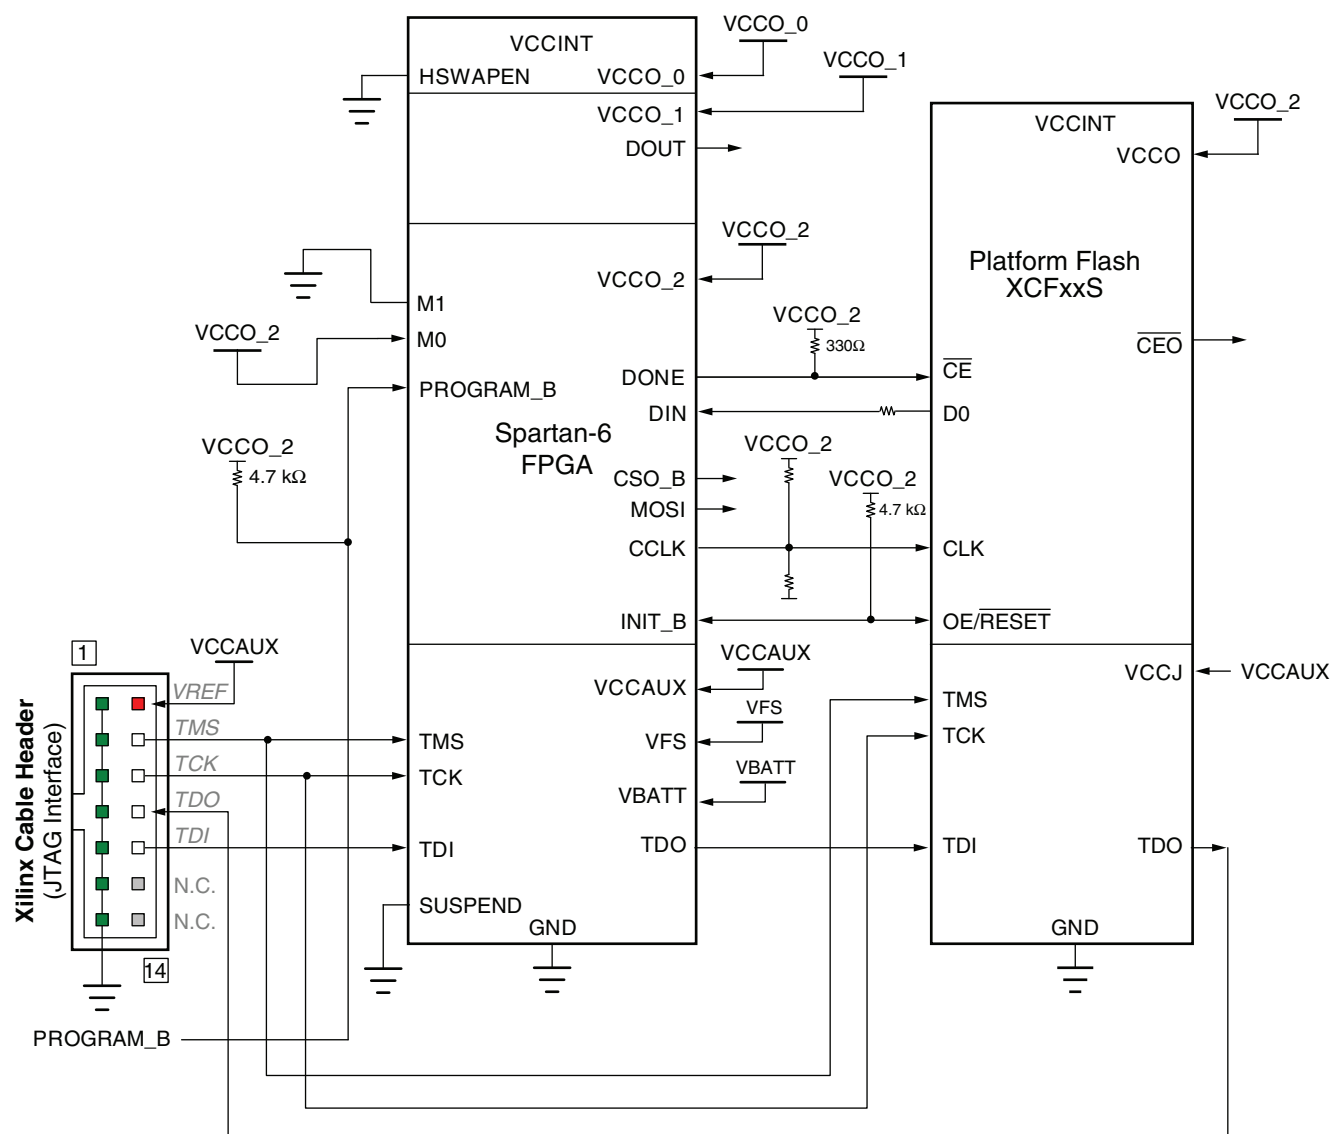 VCCO_0
VCCINT
HSWAPEN
VCCO_0
VCCO_1
VCCO_1
DOUT
VCCINT
VCCO
VCCO_2
VCCO_2
VCCO_2
Platform Flash
XCFxxS
M1
VCCO_2
M0
VCCO_2
330Ω
CEO
DONE
CE
PROGRAM_B
DIN
D0
Spartan-6
FPGA
VCCO_2
4.7 kΩ
VCCO_2
VCCO_2
4.7 kΩ
CSO_B
MOSI
CCLK
CLK
INIT_B
OE/RESET
1
VCCAUX
VCCAUX
VCCAUX
VCCJ
VCCAUX
VREF
TMS
TMS
VFS
VFS
TMS
TCK
TCK
TCK
VBATT
VBATT
TDO
TDI
TDI
TDO
TDI
TDO
N.C.
N.C.
SUSPEND
GND
GND
14
Xilinx Cable Header
(JTAG Interface)
PROGRAM_B